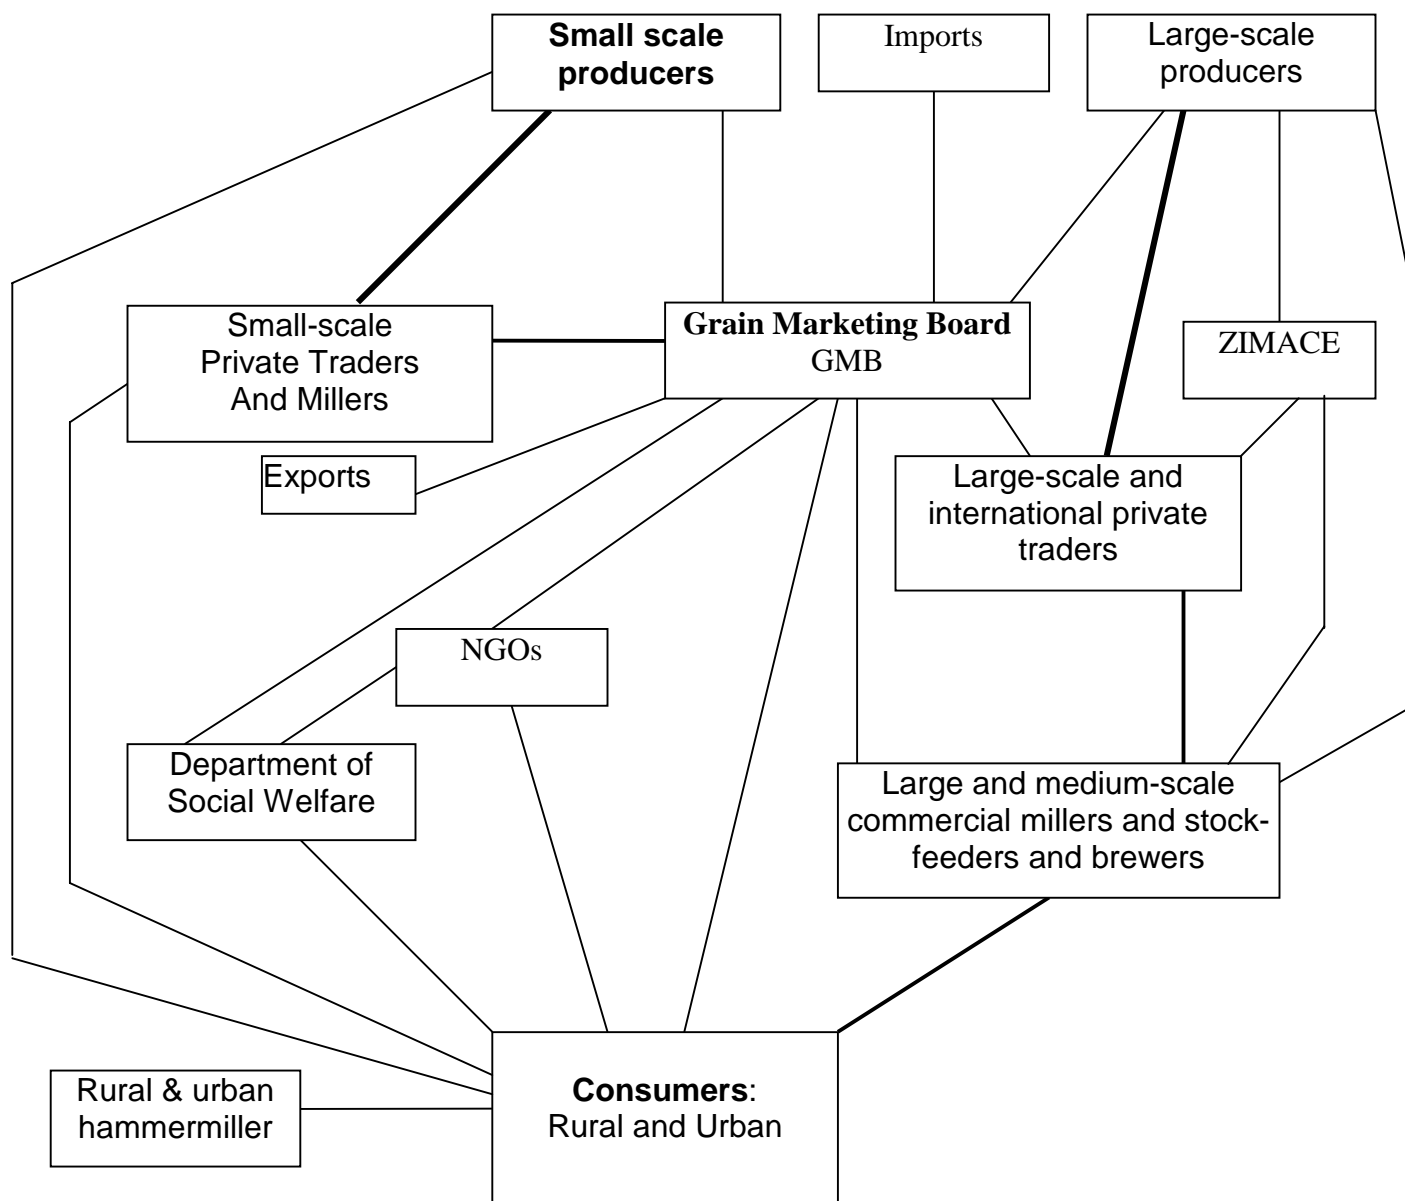 Small scale
producers
Imports
Large-scale
producers
Small-scale
Private Traders
And Millers
Grain Marketing Board
GMB
ZIMACE
Exports
Large-scale and
international private
traders
NGOs
Department of
Social Welfare
Large and medium-scale
commercial millers and stock-
feeders and brewers
Rural & urban
hammermiller
Consumers:
Rural and Urban